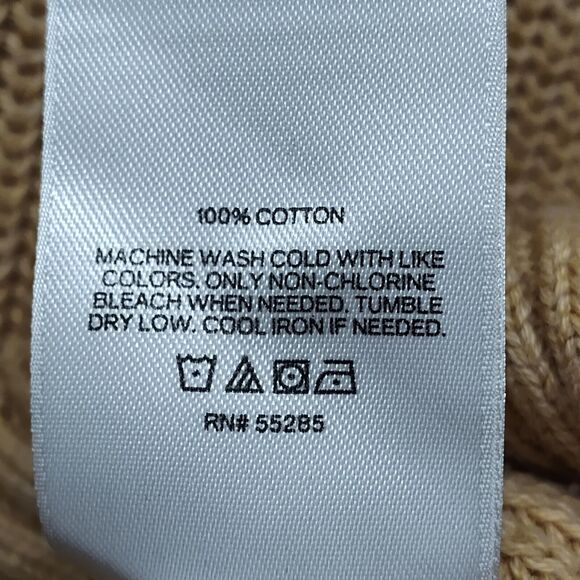 100% COTTON
MACHINE WASH COLD WITH LIKE
COLORS. ONLY NON-CHLORINE
BLEACH WHEN NEEDED. TUMBLE
DRY LOW. COOL IRON IF NEEDED.
RN# 55285